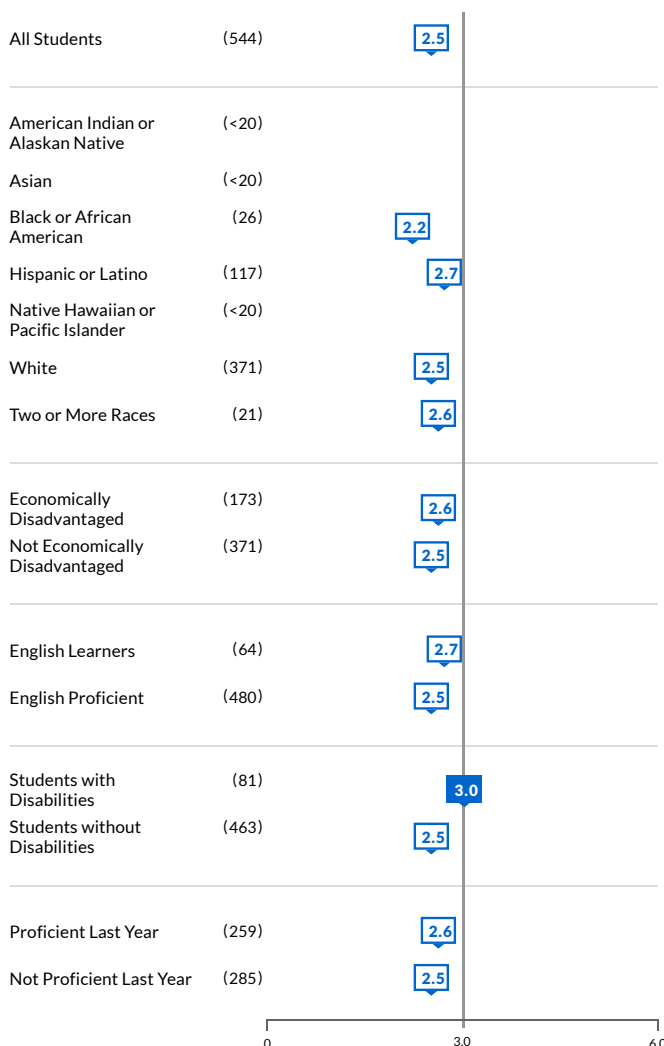 All Students (544) 2.5
American Indian or (<20)
Alaskan Native
Asian (<20)
Black or African (26) 2.2
American
Hispanic or Latino (117) 2.7
Native Hawaiian or (<20)
Pacific Islander
White (371) 2.5
Two or More Races (21) 2.6
Economically (173) 2.6
Disadvantaged
Not Economically (371) 2.5
Disadvantaged
English Learners (64) 2.7
English Proficient (480) 2.5
Students with (81) 3.0
Disabilities
Students without (463) 2.5
Disabilities
Proficient Last Year (259) 2.6
Not Proficient Last Year (285) 2.5
0 3.0 6.0